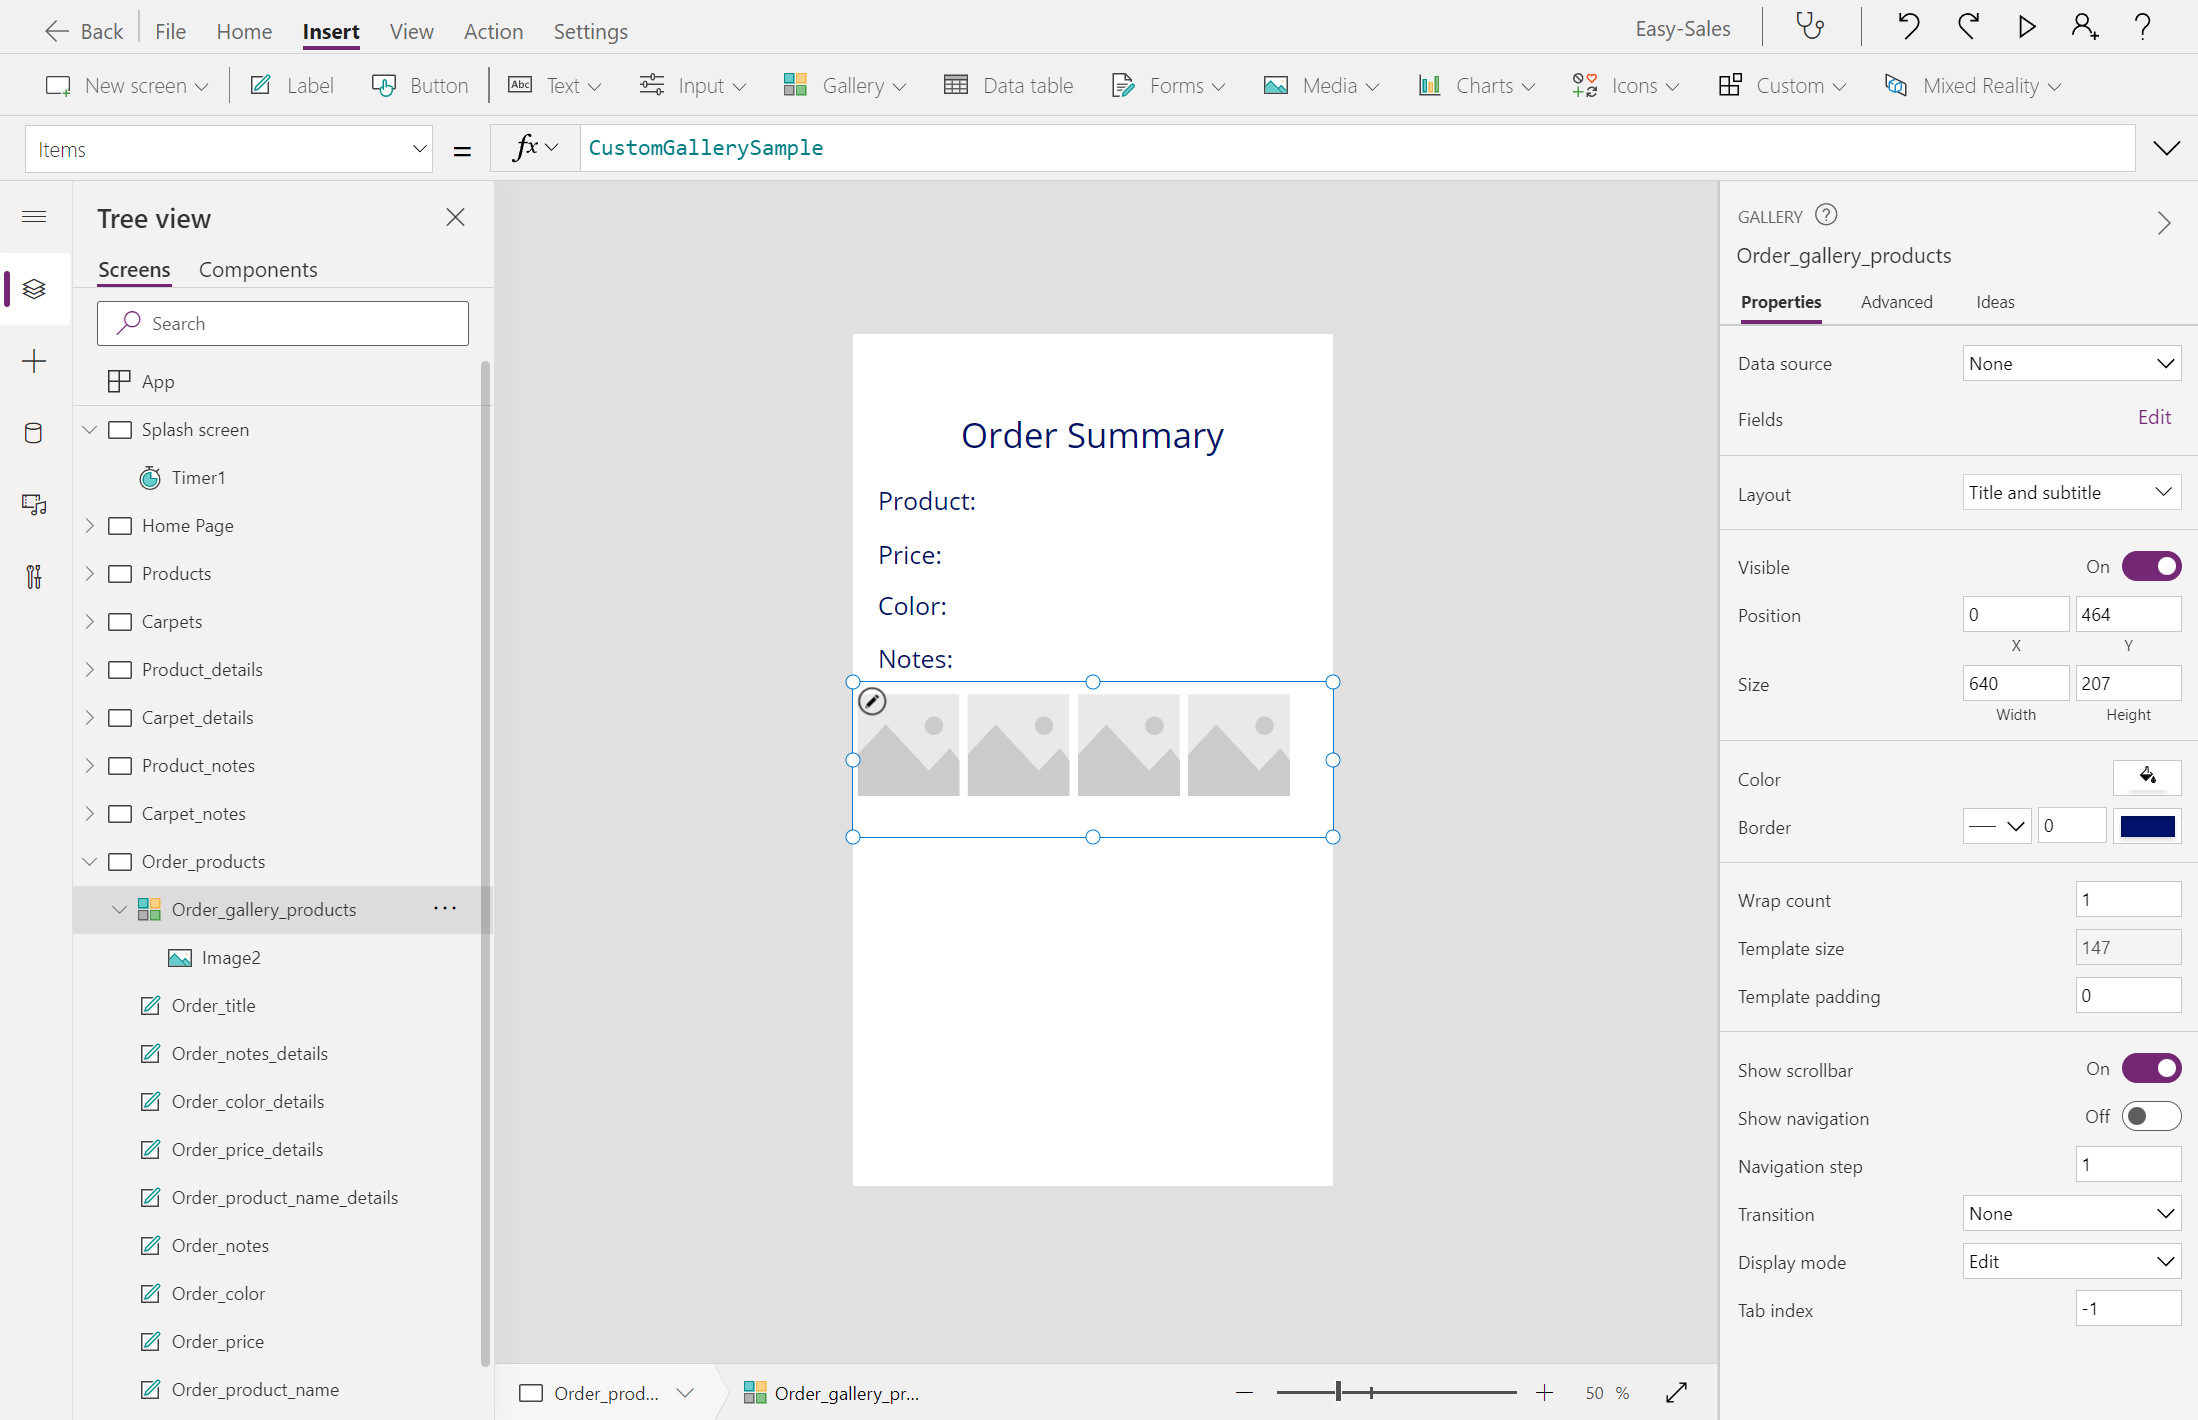 Back File Home Insert View Action Settings Easy-Sales
New screen Label Button Abc Text Input Gallery Data table Forms Media Charts Icons Custom Mixed Reality
Items = fx CustomGallerySample
Tree view
Screens Components
Search
App
Splash screen
Timer1
Home Page
Products
Carpets
Product_details
Carpet_details
Product_notes
Carpet_notes
Order_products
Order_gallery_products ...
Image2
Order_title
Order_notes_details
Order_color_details
Order_price_details
Order_product_name_details
Order_notes
Order_color
Order_price
Order_product_name
Order Summary
Product:
Price:
Color:
Notes:
Order_prod... Order_gallery_pr... 50 %
GALLERY ?
Order_gallery_products
Properties Advanced Ideas
Data source None
Fields Edit
Layout Title and subtitle
Visible On
Position 0 464
X Y
Size 640 207
Width Height
Color
Border 0
Wrap count 1
Template size 147
Template padding 0
Show scrollbar On
Show navigation Off
Navigation step 1
Transition None
Display mode Edit
Tab index -1